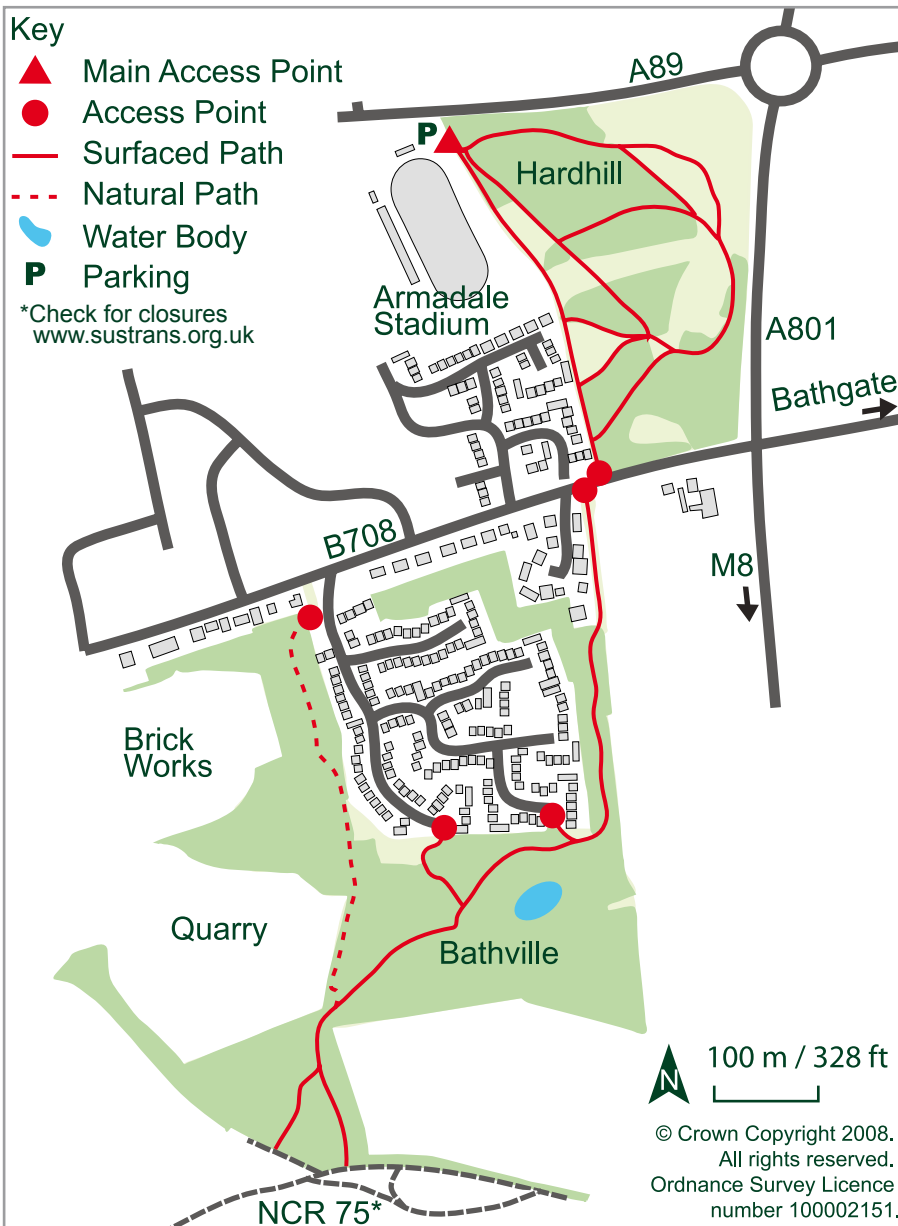 Key
Main Access Point
Access Point
Surfaced Path
Natural Path
Water Body
P Parking
*Check for closures
www.sustrans.org.uk
A89
P
Hardhill
Armadale
Stadium
A801
Bathgate
B708
M8
Brick
Works
Quarry
Bathville
N
100 m / 328 ft
© Crown Copyright 2008.
All rights reserved.
Ordnance Survey Licence
number 100002151.
NCR 75*